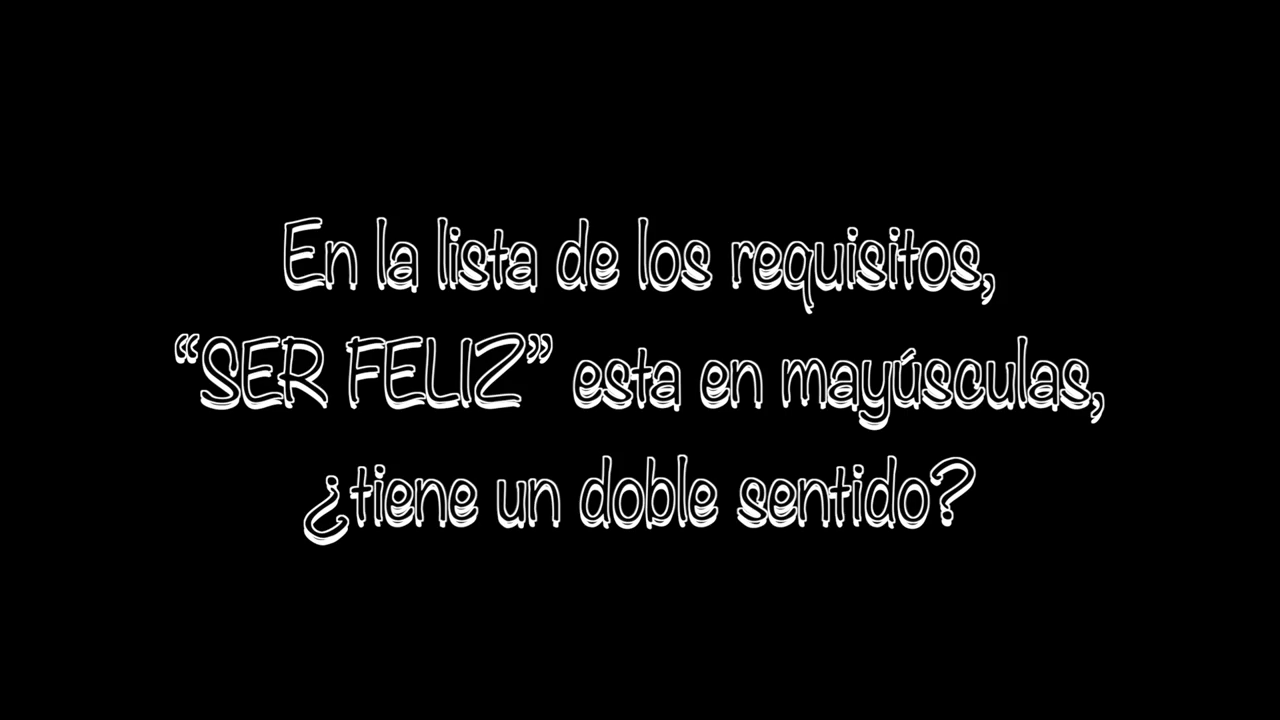 En la lista de los requisitos,
“SER FELIZ” esta en mayúsculas,
¿tiene un doble sentido?